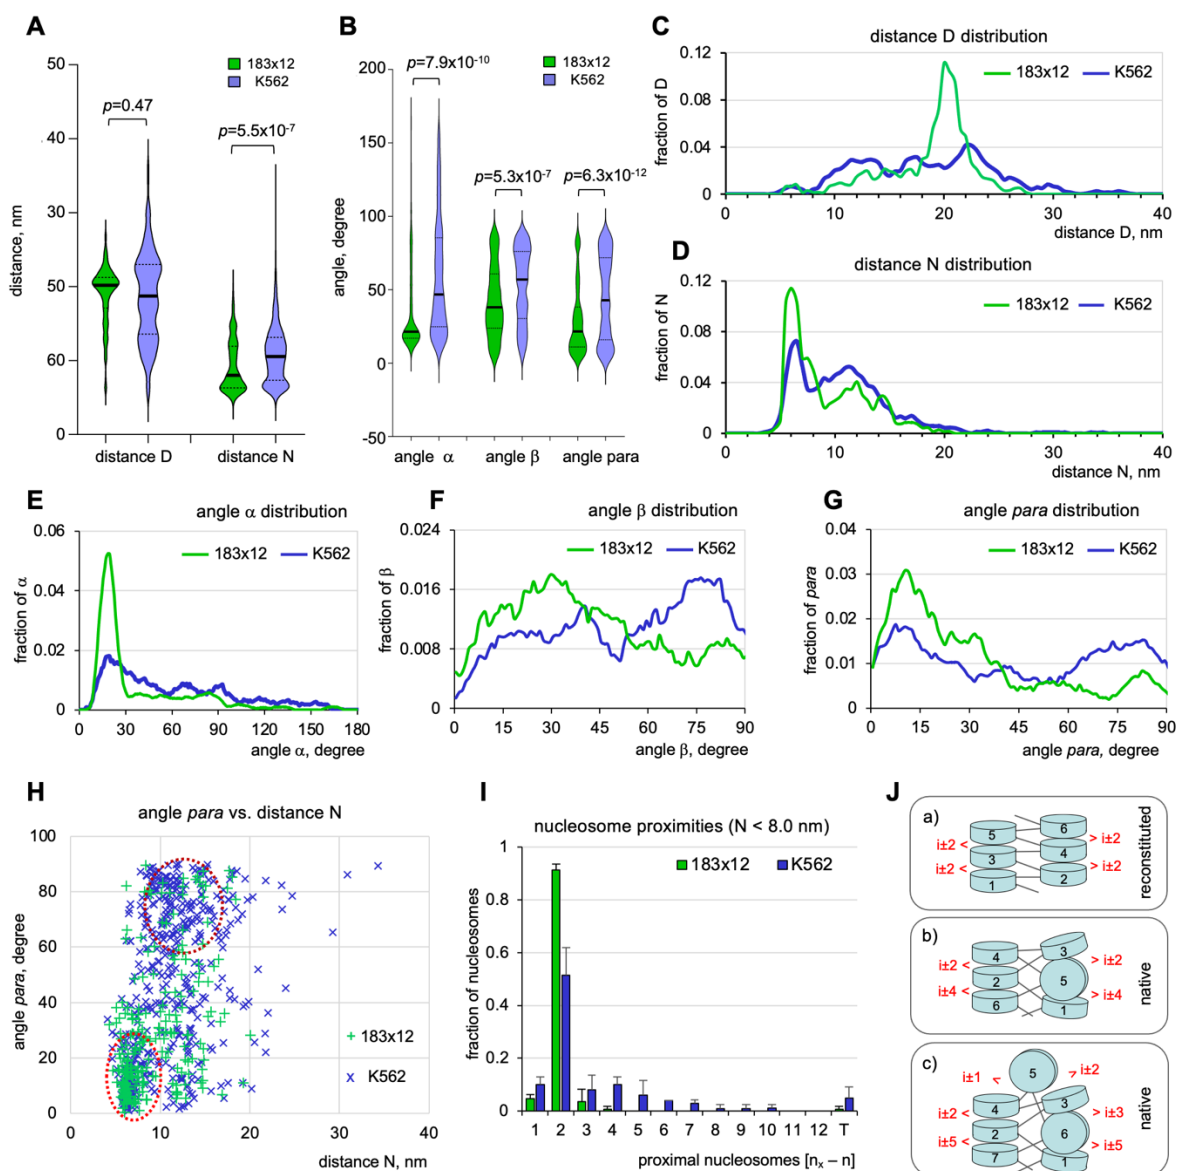 A
50
40
30
50
60
0
distance, nm
183x12
K562
p=0.47
p=5.5x10-7
distance D
distance N
B
200
150
100
50
0
-50
angle, degree
183x12
K562
p=7.9x10-10
p=5.3x10-7
p=6.3x10-12
angle α
angle β
angle para
C
distance D distribution
183x12
K562
0.12
0.08
0.04
0
fraction of D
0
10
20
30
40
distance D, nm
D
distance N distribution
183x12
K562
0.12
0.08
0.04
0
fraction of N
0
10
20
30
40
distance N, nm
E
angle α distribution
183x12
K562
0.06
0.04
0.02
0
fraction of α
0
30
60
90
120
150
180
angle α, degree
F
angle β distribution
183x12
K562
0.024
0.016
0.008
0
fraction of β
0
15
30
45
60
75
90
angle β, degree
G
angle para distribution
183x12
K562
0.04
0.03
0.02
0.01
0
fraction of para
0
15
30
45
60
75
90
angle para, degree
H
angle para vs. distance N
100
80
60
40
20
0
angle para, degree
183x12
K562
0
10
20
30
40
distance N, nm
I
nucleosome proximities (N < 8.0 nm)
183x12
K562
1
0.8
0.6
0.4
0.2
0
fraction of nucleosomes
1 2 3 4 5 6 7 8 9 10 11 12 T
proximal nucleosomes [nx – n]
J
a)
5
6
i±2 <
> i±2
3
4
i±2 <
> i±2
1
2
reconstituted
b)
4
3
i±2 <
> i±2
2
5
i±4 <
> i±4
6
1
native
c)
i±1
<
5
>
i±2
4
3
i±2 <
> i±3
2
6
i±5 <
> i±5
7
1
native